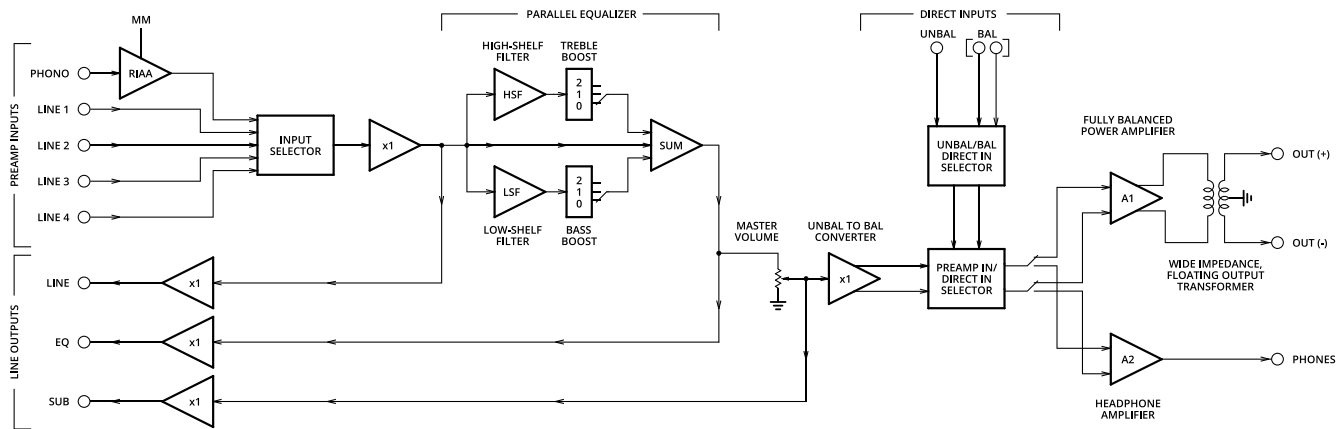 PARALLEL EQUALIZER
DIRECT INPUTS
MM
UNBAL
BAL
HIGH-SHELF
FILTER
TREBLE
BOOST
PREAMP INPUTS
PHONO
RIAA
LINE 1
LINE 2
LINE 3
LINE 4
INPUT
SELECTOR
x1
HSF
2
1
0
SUM
LSF
2
1
0
LOW-SHELF
FILTER
BASS
BOOST
UNBAL/BAL
DIRECT IN
SELECTOR
FULLY BALANCED
POWER AMPLIFIER
A1
OUT (+)
OUT (-)
WIDE IMPEDANCE,
FLOATING OUTPUT
TRANSFORMER
MASTER
VOLUME
UNBAL TO BAL
CONVERTER
x1
PREAMP IN/
DIRECT IN
SELECTOR
LINE OUTPUTS
LINE
x1
EQ
x1
SUB
x1
A2
PHONES
HEADPHONE
AMPLIFIER